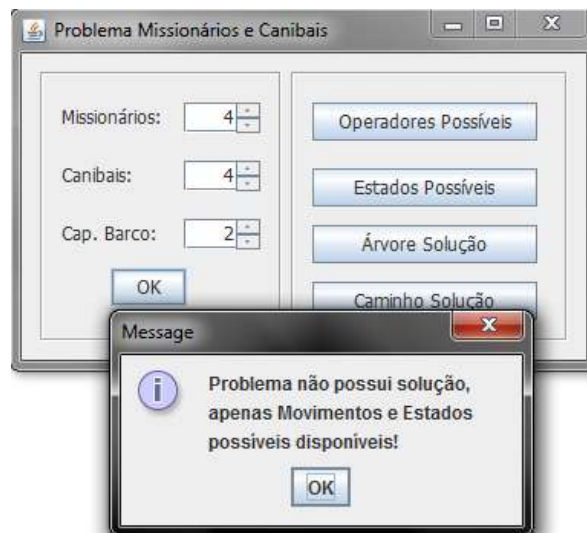 Problema Missionários e Canibais
Missionários: 4
Canibais: 4
Cap. Barco: 2
OK
Operadores Possíveis
Estados Possíveis
Árvore Solução
Caminho Solução
Message
Problema não possui solução,
apenas Movimentos e Estados
possíveis disponíveis!
OK